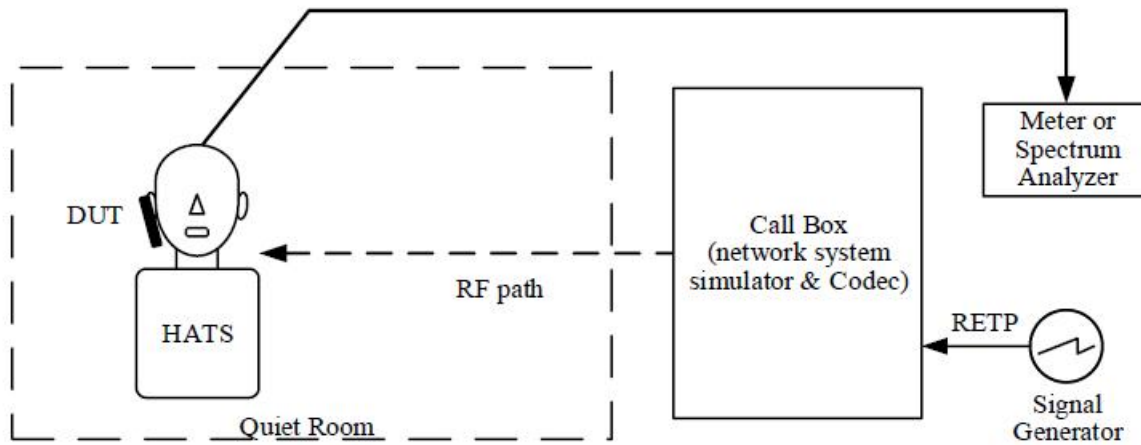 Meter or
Spectrum
Analyzer
DUT
Call Box
(network system
simulator & Codec)
RF path
HATS
RETP
Quiet Room
Signal
Generator